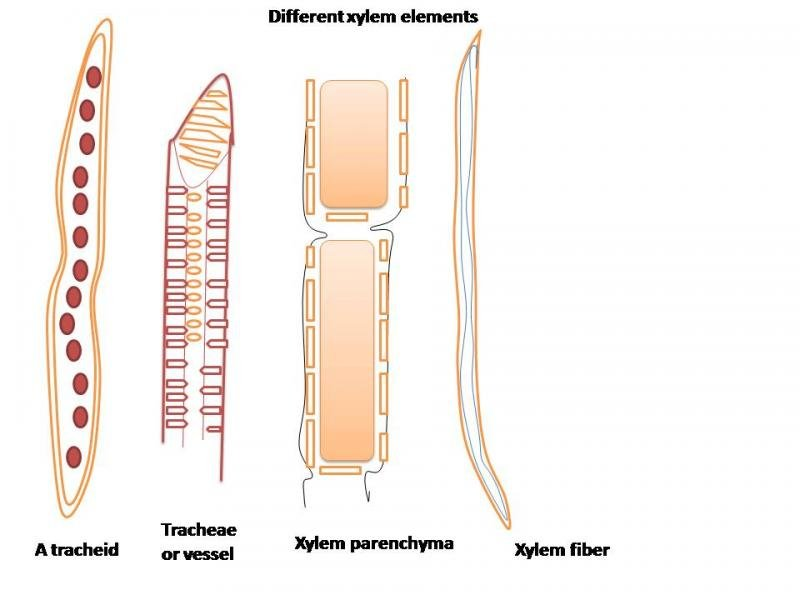 Different xylem elements
A tracheid
Tracheae
or vessel
Xylem parenchyma
Xylem fiber